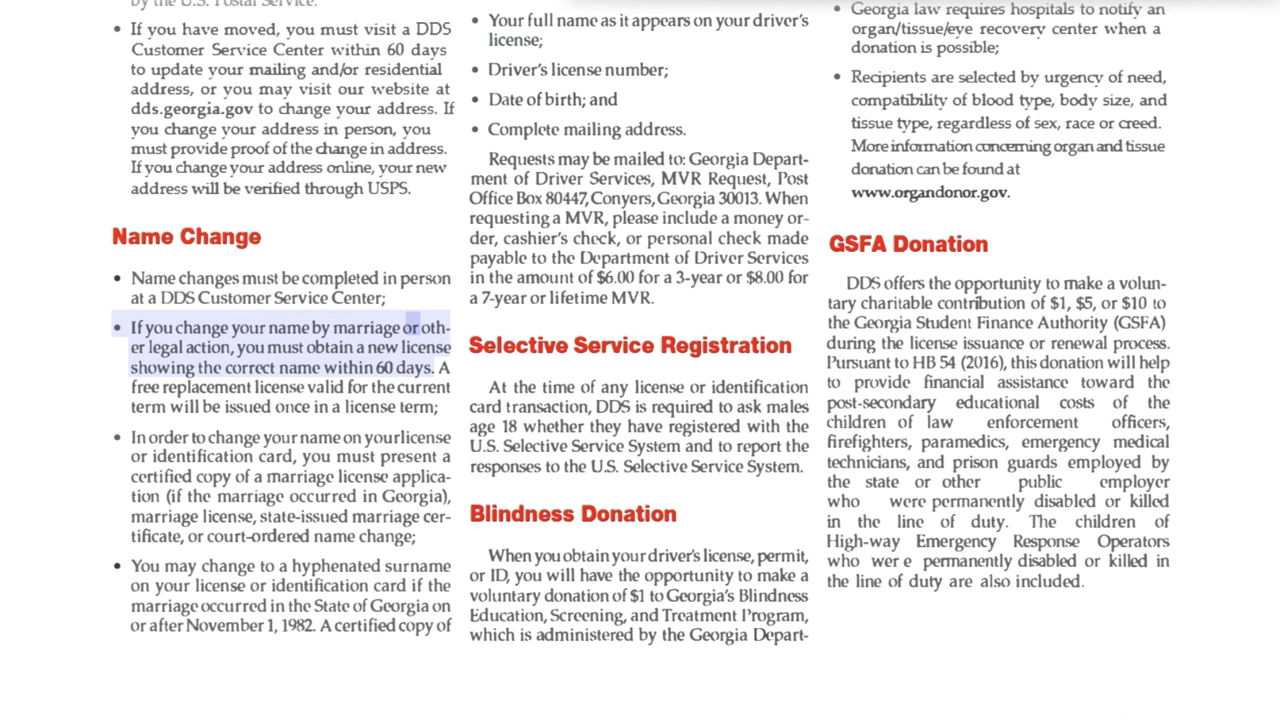 by the U.S. Postal Service.
• If you have moved, you must visit a DDS
Customer Service Center within 60 days
to update your mailing and/or residential
address, or you may visit our website at
dds.georgia.gov to change your address. If
you change your address in person, you
must provide proof of the change in address.
If you change your address online, your new
address will be verified through USPS.
Name Change
• Name changes must be completed in person
at a DDS Customer Service Center;
• If you change your name by marriage or oth-
er legal action, you must obtain a new license
showing the correct name within 60 days. A
free replacement license valid for the current
term will be issued once in a license term;
• In order to change your name on yourlicense
or identification card, you must present a
certified copy of a marriage license applica-
tion (if the marriage occurred in Georgia),
marriage license, state-issued marriage cer-
tificate, or court-ordered name change;
• You may change to a hyphenated surname
on your license or identification card if the
marriage occurred in the State of Georgia on
or after November 1, 1982. A certified copy of
• Your full name as it appears on your driver's
license;
• Driver's license number;
• Date of birth; and
• Complete mailing address.
Requests may be mailed to: Georgia Depart-
ment of Driver Services, MVR Request, Post
Office Box 80447, Conyers, Georgia 30013. When
requesting a MVR, please include a money or-
der, cashier's check, or personal check made
payable to the Department of Driver Services
in the amount of $6.00 for a 3-year or $8.00 for
a 7-year or lifetime MVR.
Selective Service Registration
At the time of any license or identification
card transaction, DDS is required to ask males
age 18 whether they have registered with the
U.S. Selective Service System and to report the
responses to the U.S. Selective Service System.
Blindness Donation
When you obtain your driver's license, permit,
or ID, you will have the opportunity to make a
voluntary donation of $1 to Georgia's Blindness
Education, Screening, and Treatment Program,
which is administered by the Georgia Depart-
• Georgia law requires hospitals to notify an
organ/tissue/eye recovery center when a
donation is possible;
• Recipients are selected by urgency of need,
compatibility of blood type, body size, and
tissue type, regardless of sex, race or creed.
More information concerning organ and tissue
donation can be found at
www.organdonor.gov.
GSFA Donation
DDS offers the opportunity to make a volun-
tary charitable contribution of $1, $5, or $10 to
the Georgia Student Finance Authority (GSFA)
during the license issuance or renewal process.
Pursuant to HB 54 (2016), this donation will help
to provide financial assistance toward the
post-secondary educational costs of the
children of law enforcement officers,
firefighters, paramedics, emergency medical
technicians, and prison guards employed by
the state or other public employer
who were permanently disabled or killed
in the line of duty. The children of
High-way Emergency Response Operators
who wer e permanently disabled or killed in
the line of duty are also included.